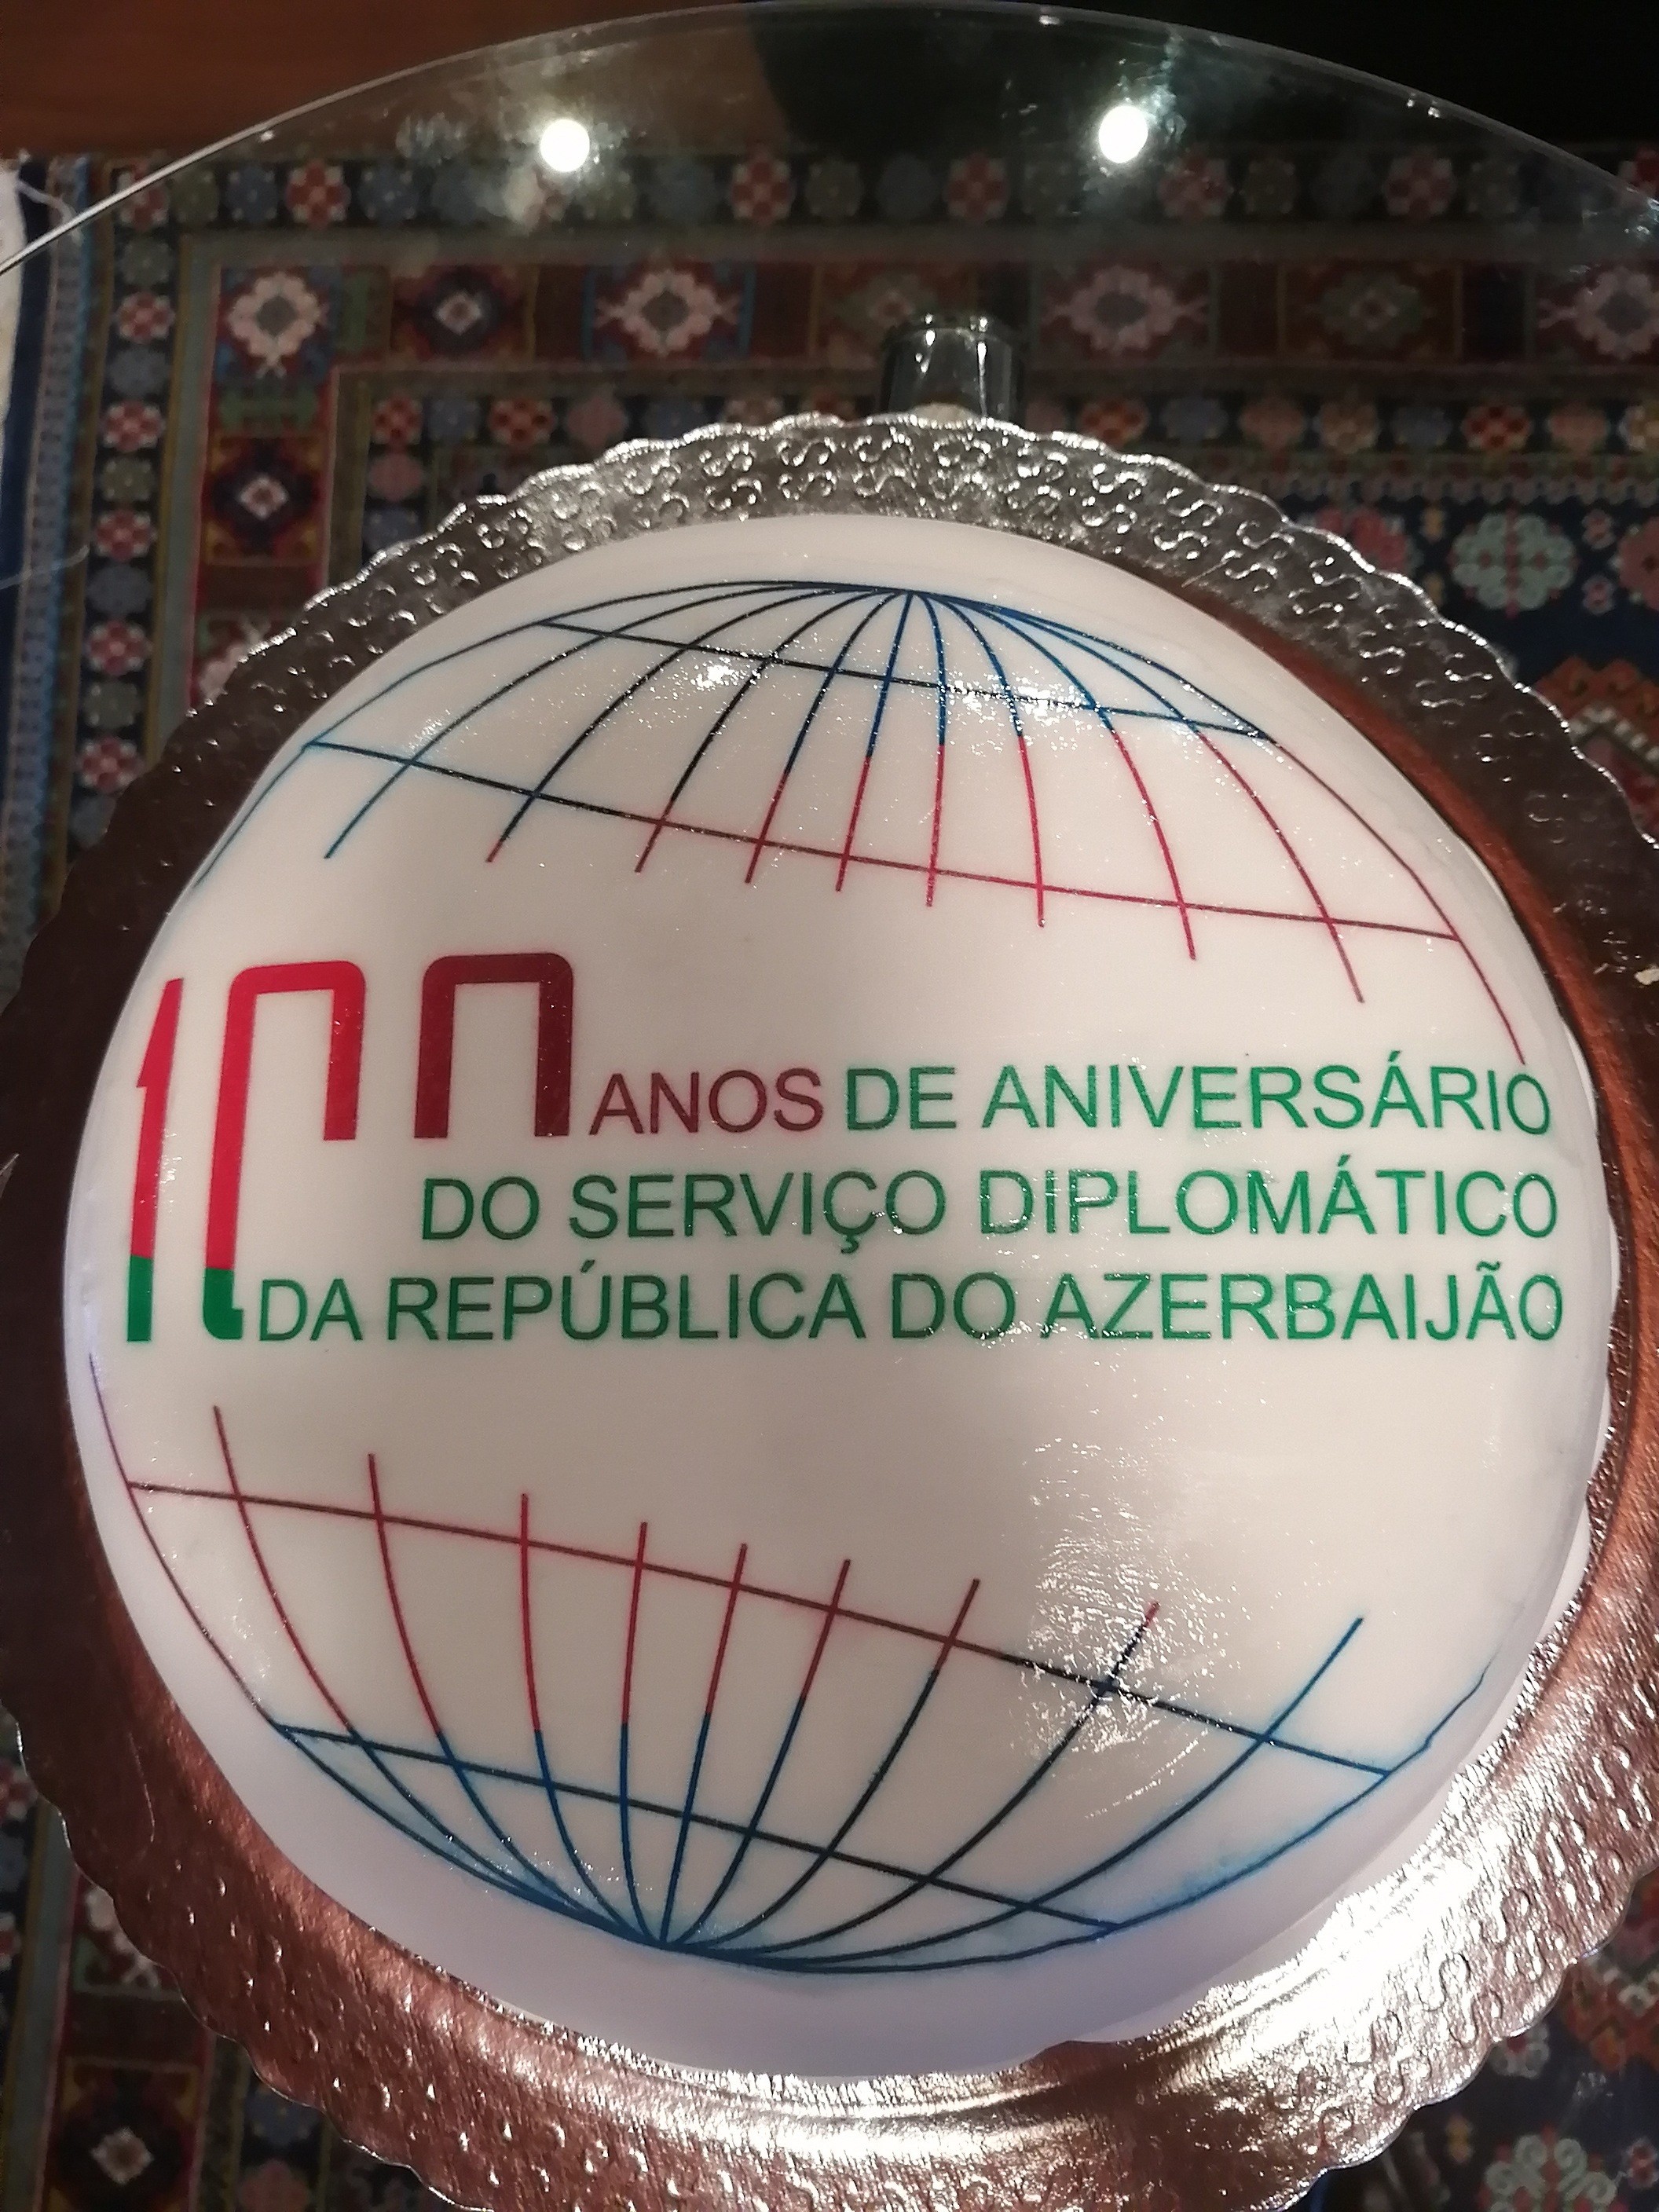 100 ANOS DE ANIVERSÁRIO
DO SERVIÇO DIPLOMÁTICO
DA REPÚBLICA DO AZERBAIJÃO